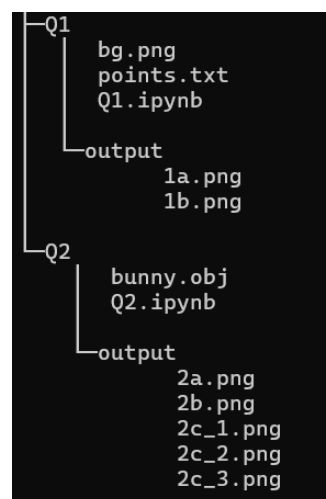 Q1
bg.png
points.txt
Q1.ipynb
output
1a.png
1b.png
Q2
bunny.obj
Q2.ipynb
output
2a.png
2b.png
2c_1.png
2c_2.png
2c_3.png